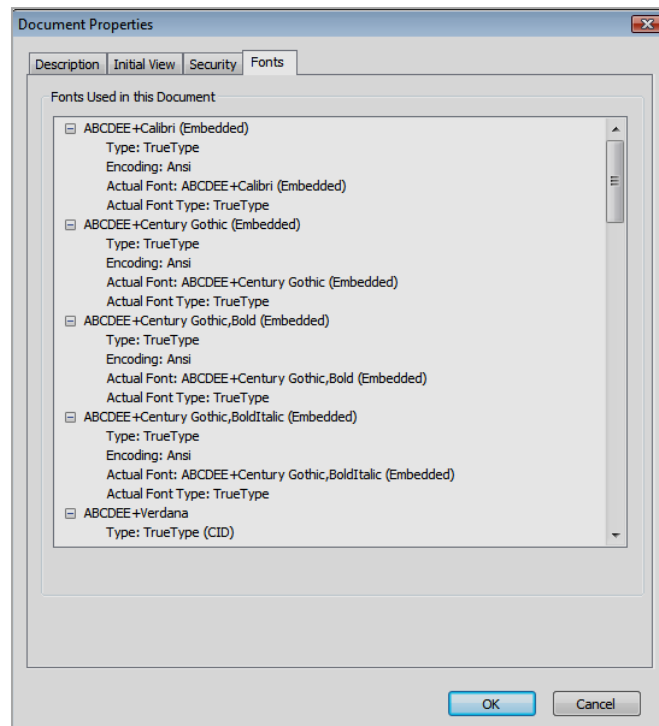 Document Properties
Description Initial View Security Fonts
Fonts Used in this Document
ABCDEE+Calibri (Embedded)
Type: TrueType
Encoding: Ansi
Actual Font: ABCDEE+Calibri (Embedded)
Actual Font Type: TrueType
ABCDEE+Century Gothic (Embedded)
Type: TrueType
Encoding: Ansi
Actual Font: ABCDEE+Century Gothic (Embedded)
Actual Font Type: TrueType
ABCDEE+Century Gothic,Bold (Embedded)
Type: TrueType
Encoding: Ansi
Actual Font: ABCDEE+Century Gothic,Bold (Embedded)
Actual Font Type: TrueType
ABCDEE+Century Gothic,BoldItalic (Embedded)
Type: TrueType
Encoding: Ansi
Actual Font: ABCDEE+Century Gothic,BoldItalic (Embedded)
Actual Font Type: TrueType
ABCDEE+Verdana
Type: TrueType (CID)
OK Cancel